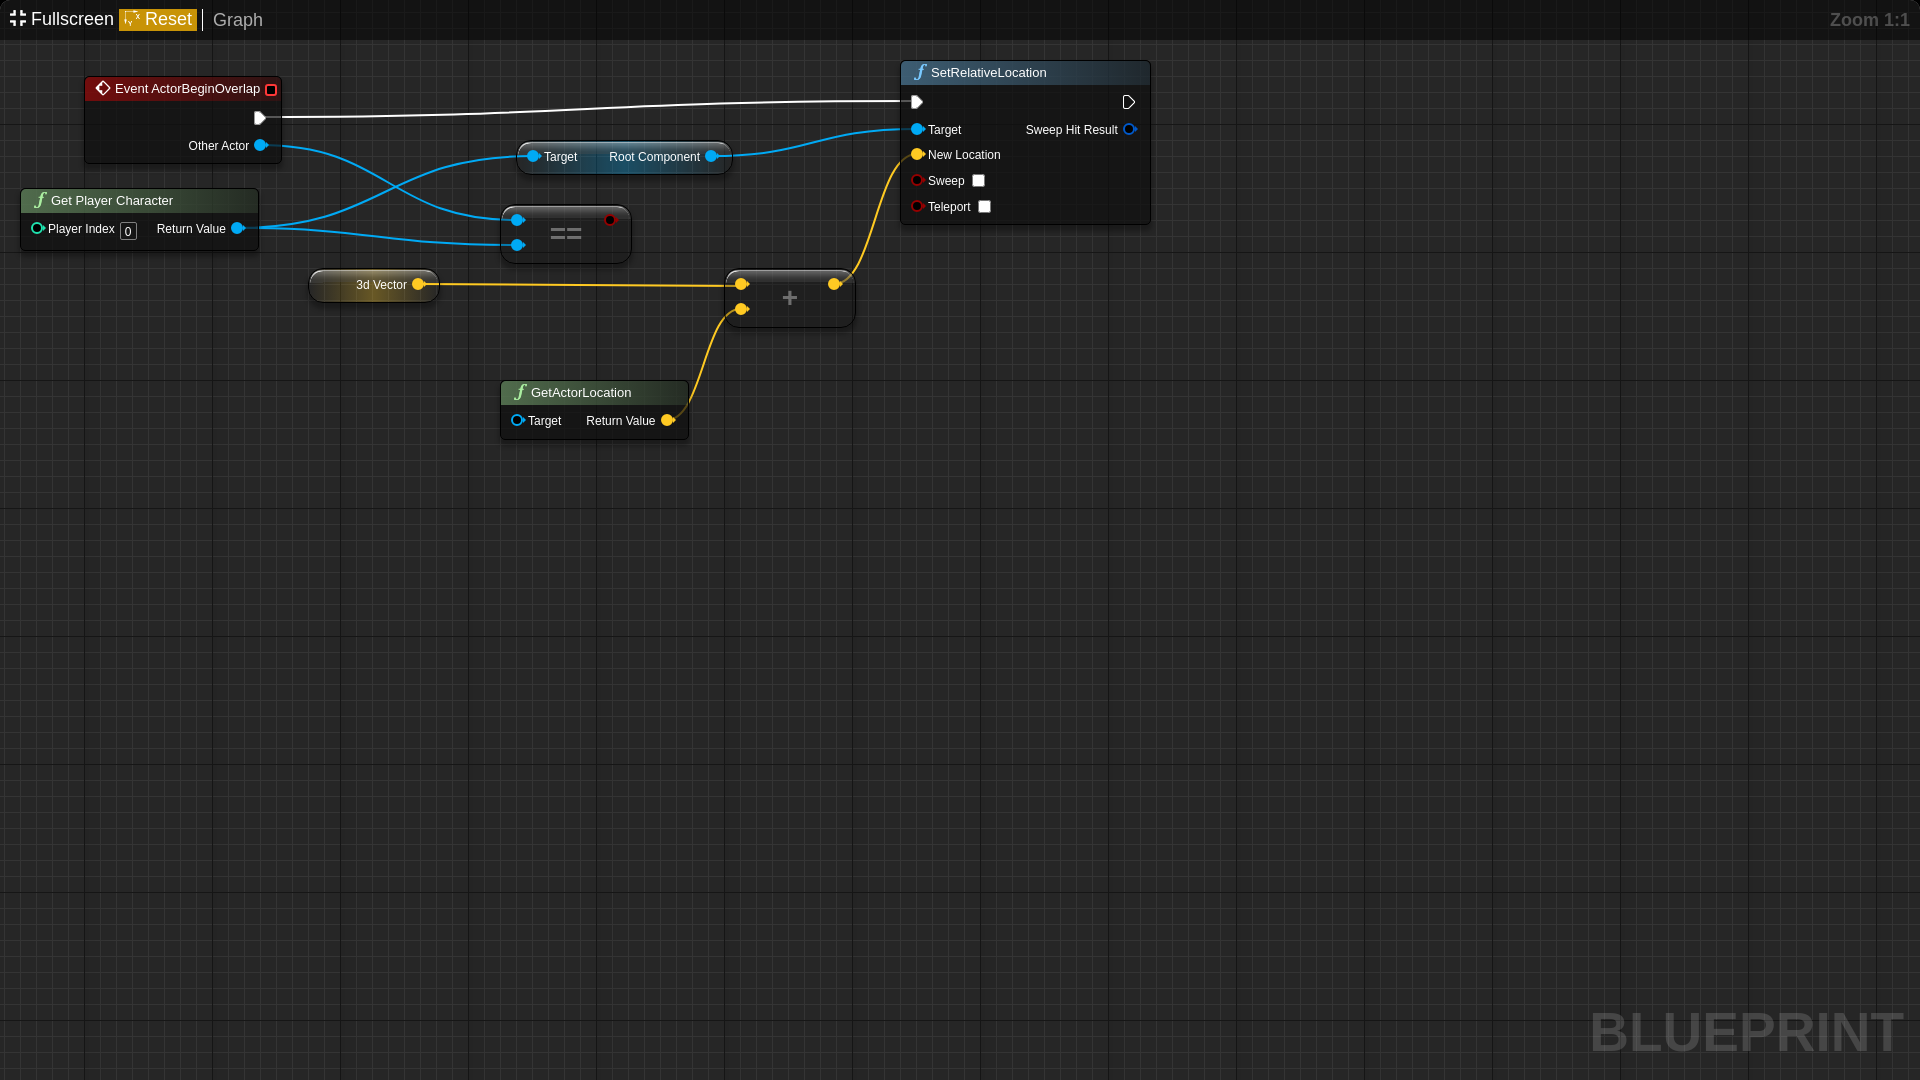 Fullscreen Reset Graph Zoom 1:1
Event ActorBeginOverlap
Other Actor
Get Player Character
Player Index 0 Return Value
3d Vector
Target Root Component
==
+
GetActorLocation
Target Return Value
SetRelativeLocation
Target Sweep Hit Result
New Location
Sweep
Teleport
BLUEPRINT